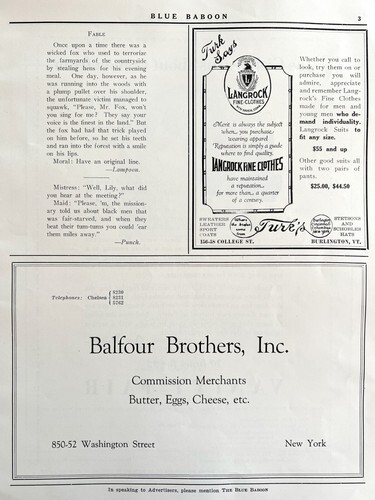 BLUE BABOON 3
FABLE
Once upon a time there was a
wicked fox who used to terrorize
the farmyards of the countryside
by stealing hens for his evening
meal. One day, however, as he
was running into the woods with
a plump pullet over his shoulder,
the unfortunate victim managed to
squawk, "Please, Mr. Fox, won't
you sing for me? They say your
voice is the finest in the land." But
the fox had had that trick played
on him before, so he set his teeth
and ran into the forest with a smile
on his lips.
Moral: Have an original line.
—Lampoon.
Mistress: "Well, Lily, what did
you hear at the meeting?"
Maid: "Please, 'm, the mission-
ary told us about black men that
was fair-starved, and when they
beat their tum-tums you could 'ear
them miles away."
—Punch.
Turk Says
LANGROCK
FINE CLOTHES
Merit is always the subject
when... you purchase
wearing apparel
Reputation is simply a guide
where to find quality.
LANGROCK FINE CLOTHES
have maintained
a reputation...
for more than... a quarter
of a century.
Whether you call to
look, try them on or
purchase you will
admire, appreciate
and remember Lang-
rock's Fine Clothes
made for men and
young men who de-
mand individuality.
Langrock Suits to
fit any size.
$55 and up
Other good suits all
with two pairs of
pants.
$25.00, $44.50
SWEATERS
LEATHER
SPORT
COATS
Turk's
STETSONS
AND
SCHOBLES
HATS
156-58 COLLEGE ST. BURLINGTON, VT.
Telephones: Chelsea { 9230
9231
5762
Balfour Brothers, Inc.
Commission Merchants
Butter, Eggs, Cheese, etc.
850-52 Washington Street New York
In speaking to Advertisers, please mention THE BLUE BABOON